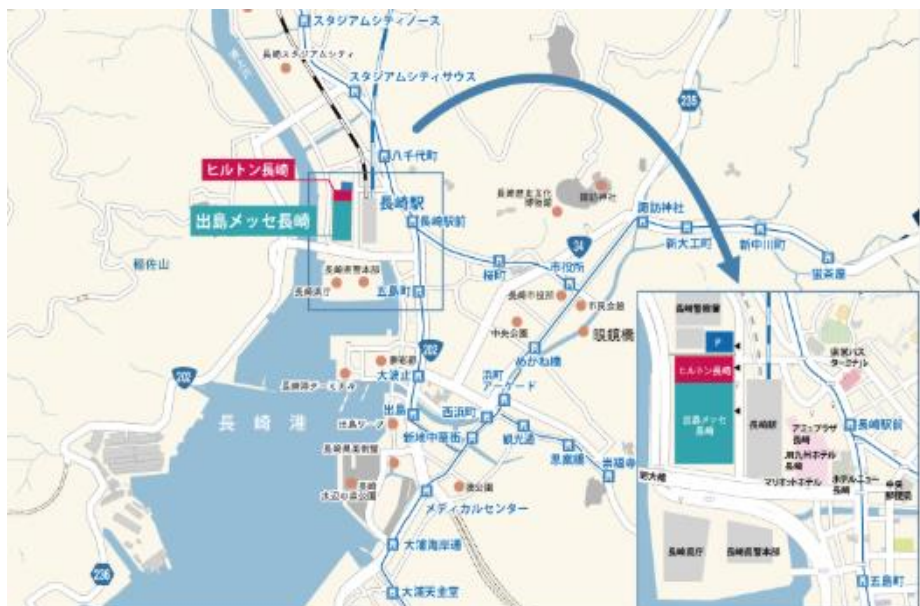 スタジアムシティノース
長崎スタジアムシティ
スタジアムシティサウス
235
八千代町
ヒルトン長崎
長崎駅
出島メッセ長崎
長崎駅前
長崎歴史文化
博物館
諏訪神社
諏訪神社
新大工町
新中川町
蛍茶屋
34
稲佐山
長崎県警本部
長崎県庁
五島町
桜町
市役所
長崎市役所
市民会館
中央公園
眼鏡橋
めがね橋
202
202
大波止
長崎港ターミナル
浜町
アーケード
長崎港
出島
西浜町
出島ワーフ
新地中華街
観光通
思案橋
崇福寺
長崎県美術館
長崎
水辺の森公園
湊公園
メディカルセンター
大浦海岸通
大浦天主堂
236
長崎警察署
P
ヒルトン長崎
出島メッセ
長崎
長崎駅
県営バス
ターミナル
長崎駅前
アミュプラザ
長崎
JR九州ホテル
長崎
マリオットホテル
ホテルニュー
長崎
中央
郵便局
長崎県庁
長崎県警本部
五島町